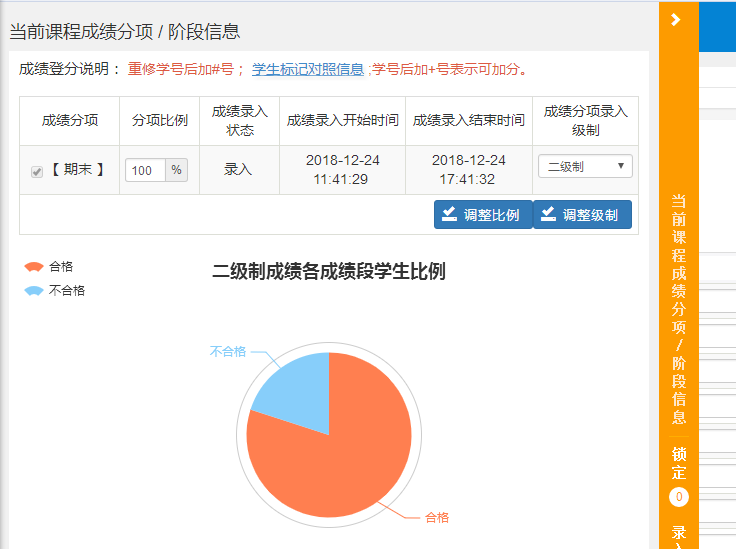 当前课程成绩分项 / 阶段信息
成绩登分说明： 重修学号后加#号； 学生标记对照信息 ;学号后加+号表示可加分。
成绩分项 分项比例 成绩录入状态 成绩录入开始时间 成绩录入结束时间 成绩分项录入级制
【 期末 】 100 % 录入 2018-12-24 11:41:29 2018-12-24 17:41:32 二级制
调整比例 调整级制
合格
不合格
二级制成绩各成绩段学生比例
不合格
合格
当前课程成绩分项/阶段信息
锁定
0
录